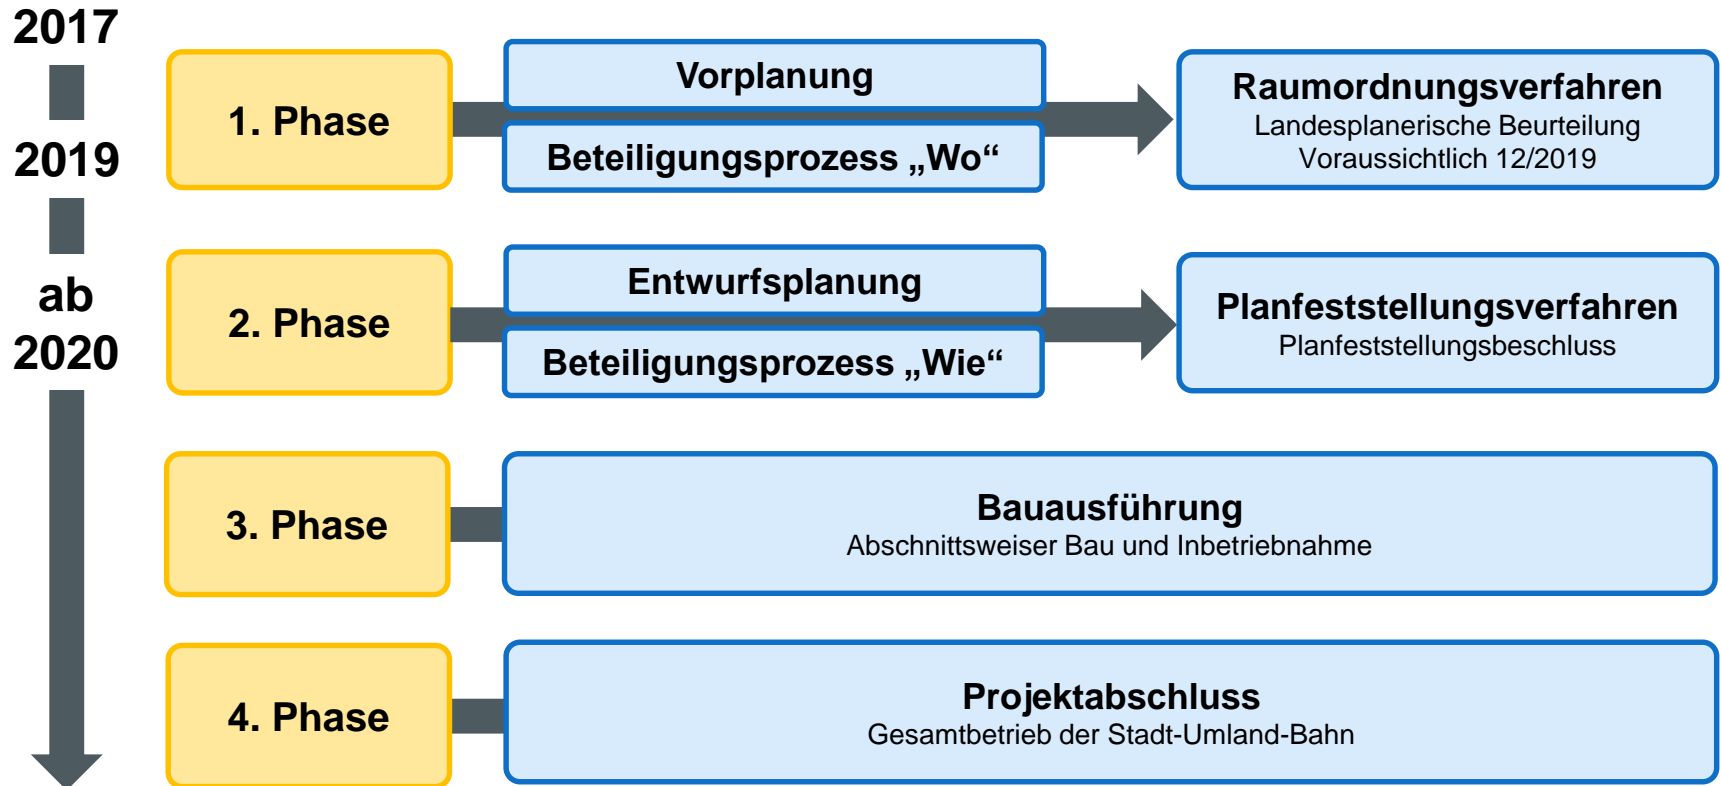 2017
2019
ab
2020
1. Phase
Vorplanung
Beteiligungsprozess „Wo“
Raumordnungsverfahren
Landesplanerische Beurteilung
Voraussichtlich 12/2019
2. Phase
Entwurfsplanung
Beteiligungsprozess „Wie“
Planfeststellungsverfahren
Planfeststellungsbeschluss
3. Phase
Bauausführung
Abschnittsweiser Bau und Inbetriebnahme
4. Phase
Projektabschluss
Gesamtbetrieb der Stadt-Umland-Bahn